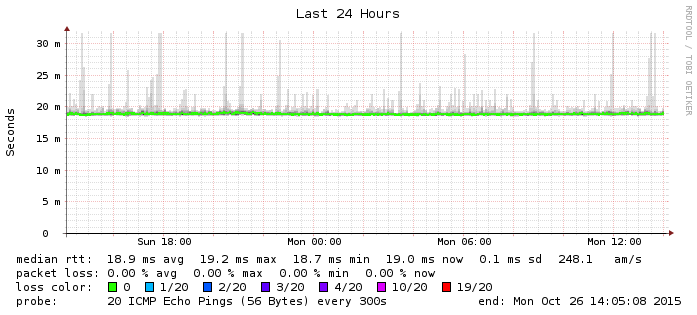 Last 24 Hours
RRDTOOL / TOBI OETIKER
Seconds
30 m
25 m
20 m
15 m
10 m
5 m
0
Sun 18:00 Mon 00:00 Mon 06:00 Mon 12:00
median rtt: 18.9 ms avg 19.2 ms max 18.7 ms min 19.0 ms now 0.1 ms sd 248.1 am/s
packet loss: 0.00 % avg 0.00 % max 0.00 % min 0.00 % now
loss color: 0 1/20 2/20 3/20 4/20 10/20 19/20
probe: 20 ICMP Echo Pings (56 Bytes) every 300s end: Mon Oct 26 14:05:08 2015